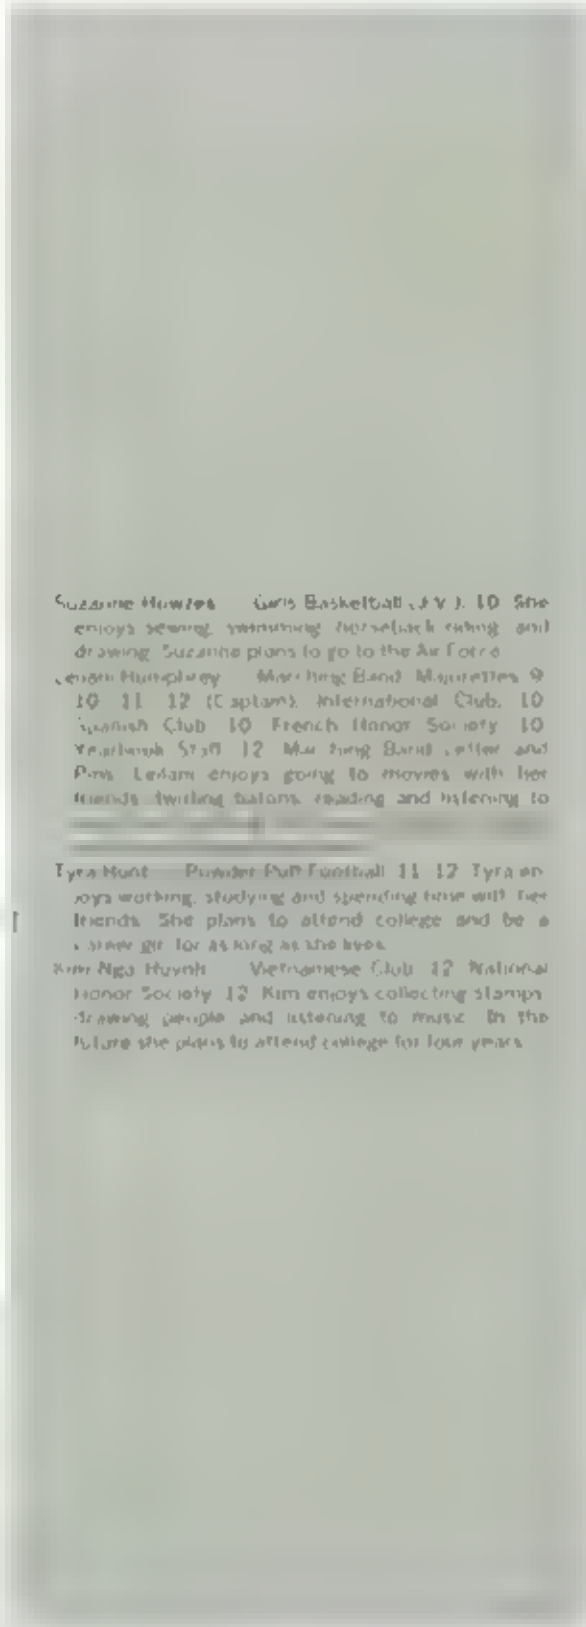 Suzanne Howzes Girls Basketball (J.V.), 10 She
enjoys sewing, swimming, horseback riding and
drawing. Suzanne plans to go to the Air Force
Humphrey Marching Band Majorettes 9
10 11 12 (Captain), International Club, 10
Spanish Club 10 French Honor Society 10
Yearbook Staff 12 Marching Band Letter and
Pins Ledam enjoys going to movies with her
friends, twirling batons, reading and listening to
Tyra Hunt Powder Puff Football 11 12 Tyra en-
joys working, studying and spending time with her
friends. She plans to attend college and be a
career girl for as long as she lives
Kim Nga Huynh Vietnamese Club 12 National
Honor Society 12 Kim enjoys collecting stamps
drawing people and listening to music In the
future she plans to attend college for four years